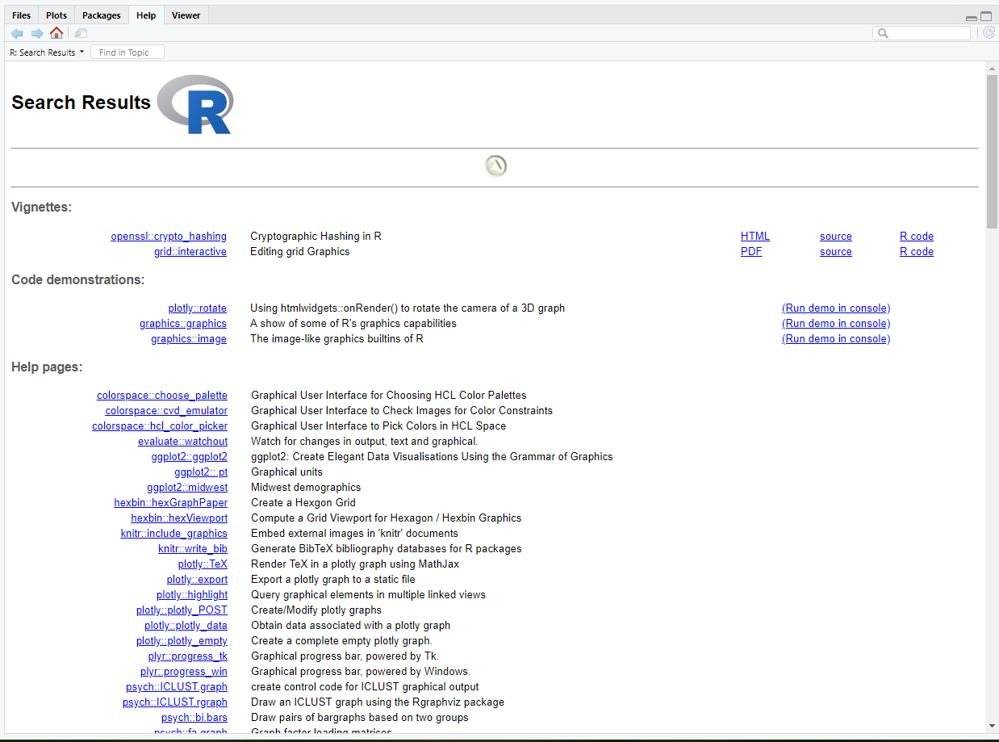 Files Plots Packages Help Viewer
R: Search Results Find in Topic
Search Results R
Vignettes:
openssl::crypto_hashing Cryptographic Hashing in R HTML source R code
grid::interactive Editing grid Graphics PDF source R code
Code demonstrations:
plotly::rotate Using htmlwidgets::onRender() to rotate the camera of a 3D graph (Run demo in console)
graphics::graphics A show of some of R's graphics capabilities (Run demo in console)
graphics::image The image-like graphics builtins of R (Run demo in console)
Help pages:
colorspace::choose_palette Graphical User Interface for Choosing HCL Color Palettes
colorspace::cvd_emulator Graphical User Interface to Check Images for Color Constraints
colorspace::hcl_color_picker Graphical User Interface to Pick Colors in HCL Space
evaluate::watchout Watch for changes in output, text and graphical.
ggplot2::ggplot2 ggplot2: Create Elegant Data Visualisations Using the Grammar of Graphics
ggplot2::.pt Graphical units
ggplot2::midwest Midwest demographics
hexbin::hexGraphPaper Create a Hexgon Grid
hexbin::hexViewport Compute a Grid Viewport for Hexagon / Hexbin Graphics
knitr::include_graphics Embed external images in 'knitr' documents
knitr::write_bib Generate BibTeX bibliography databases for R packages
plotly::TeX Render TeX in a plotly graph using MathJax
plotly::export Export a plotly graph to a static file
plotly::highlight Query graphical elements in multiple linked views
plotly::plotly_POST Create/Modify plotly graphs
plotly::plotly_data Obtain data associated with a plotly graph
plotly::plotly_empty Create a complete empty plotly graph.
plyr::progress_tk Graphical progress bar, powered by Tk.
plyr::progress_win Graphical progress bar, powered by Windows.
psych::ICLUST.graph create control code for ICLUST graphical output
psych::ICLUST.rgraph Draw an ICLUST graph using the Rgraphviz package
psych::bi.bars Draw pairs of bargraphs based on two groups
psych::fa.graph Graph factor loading matrices